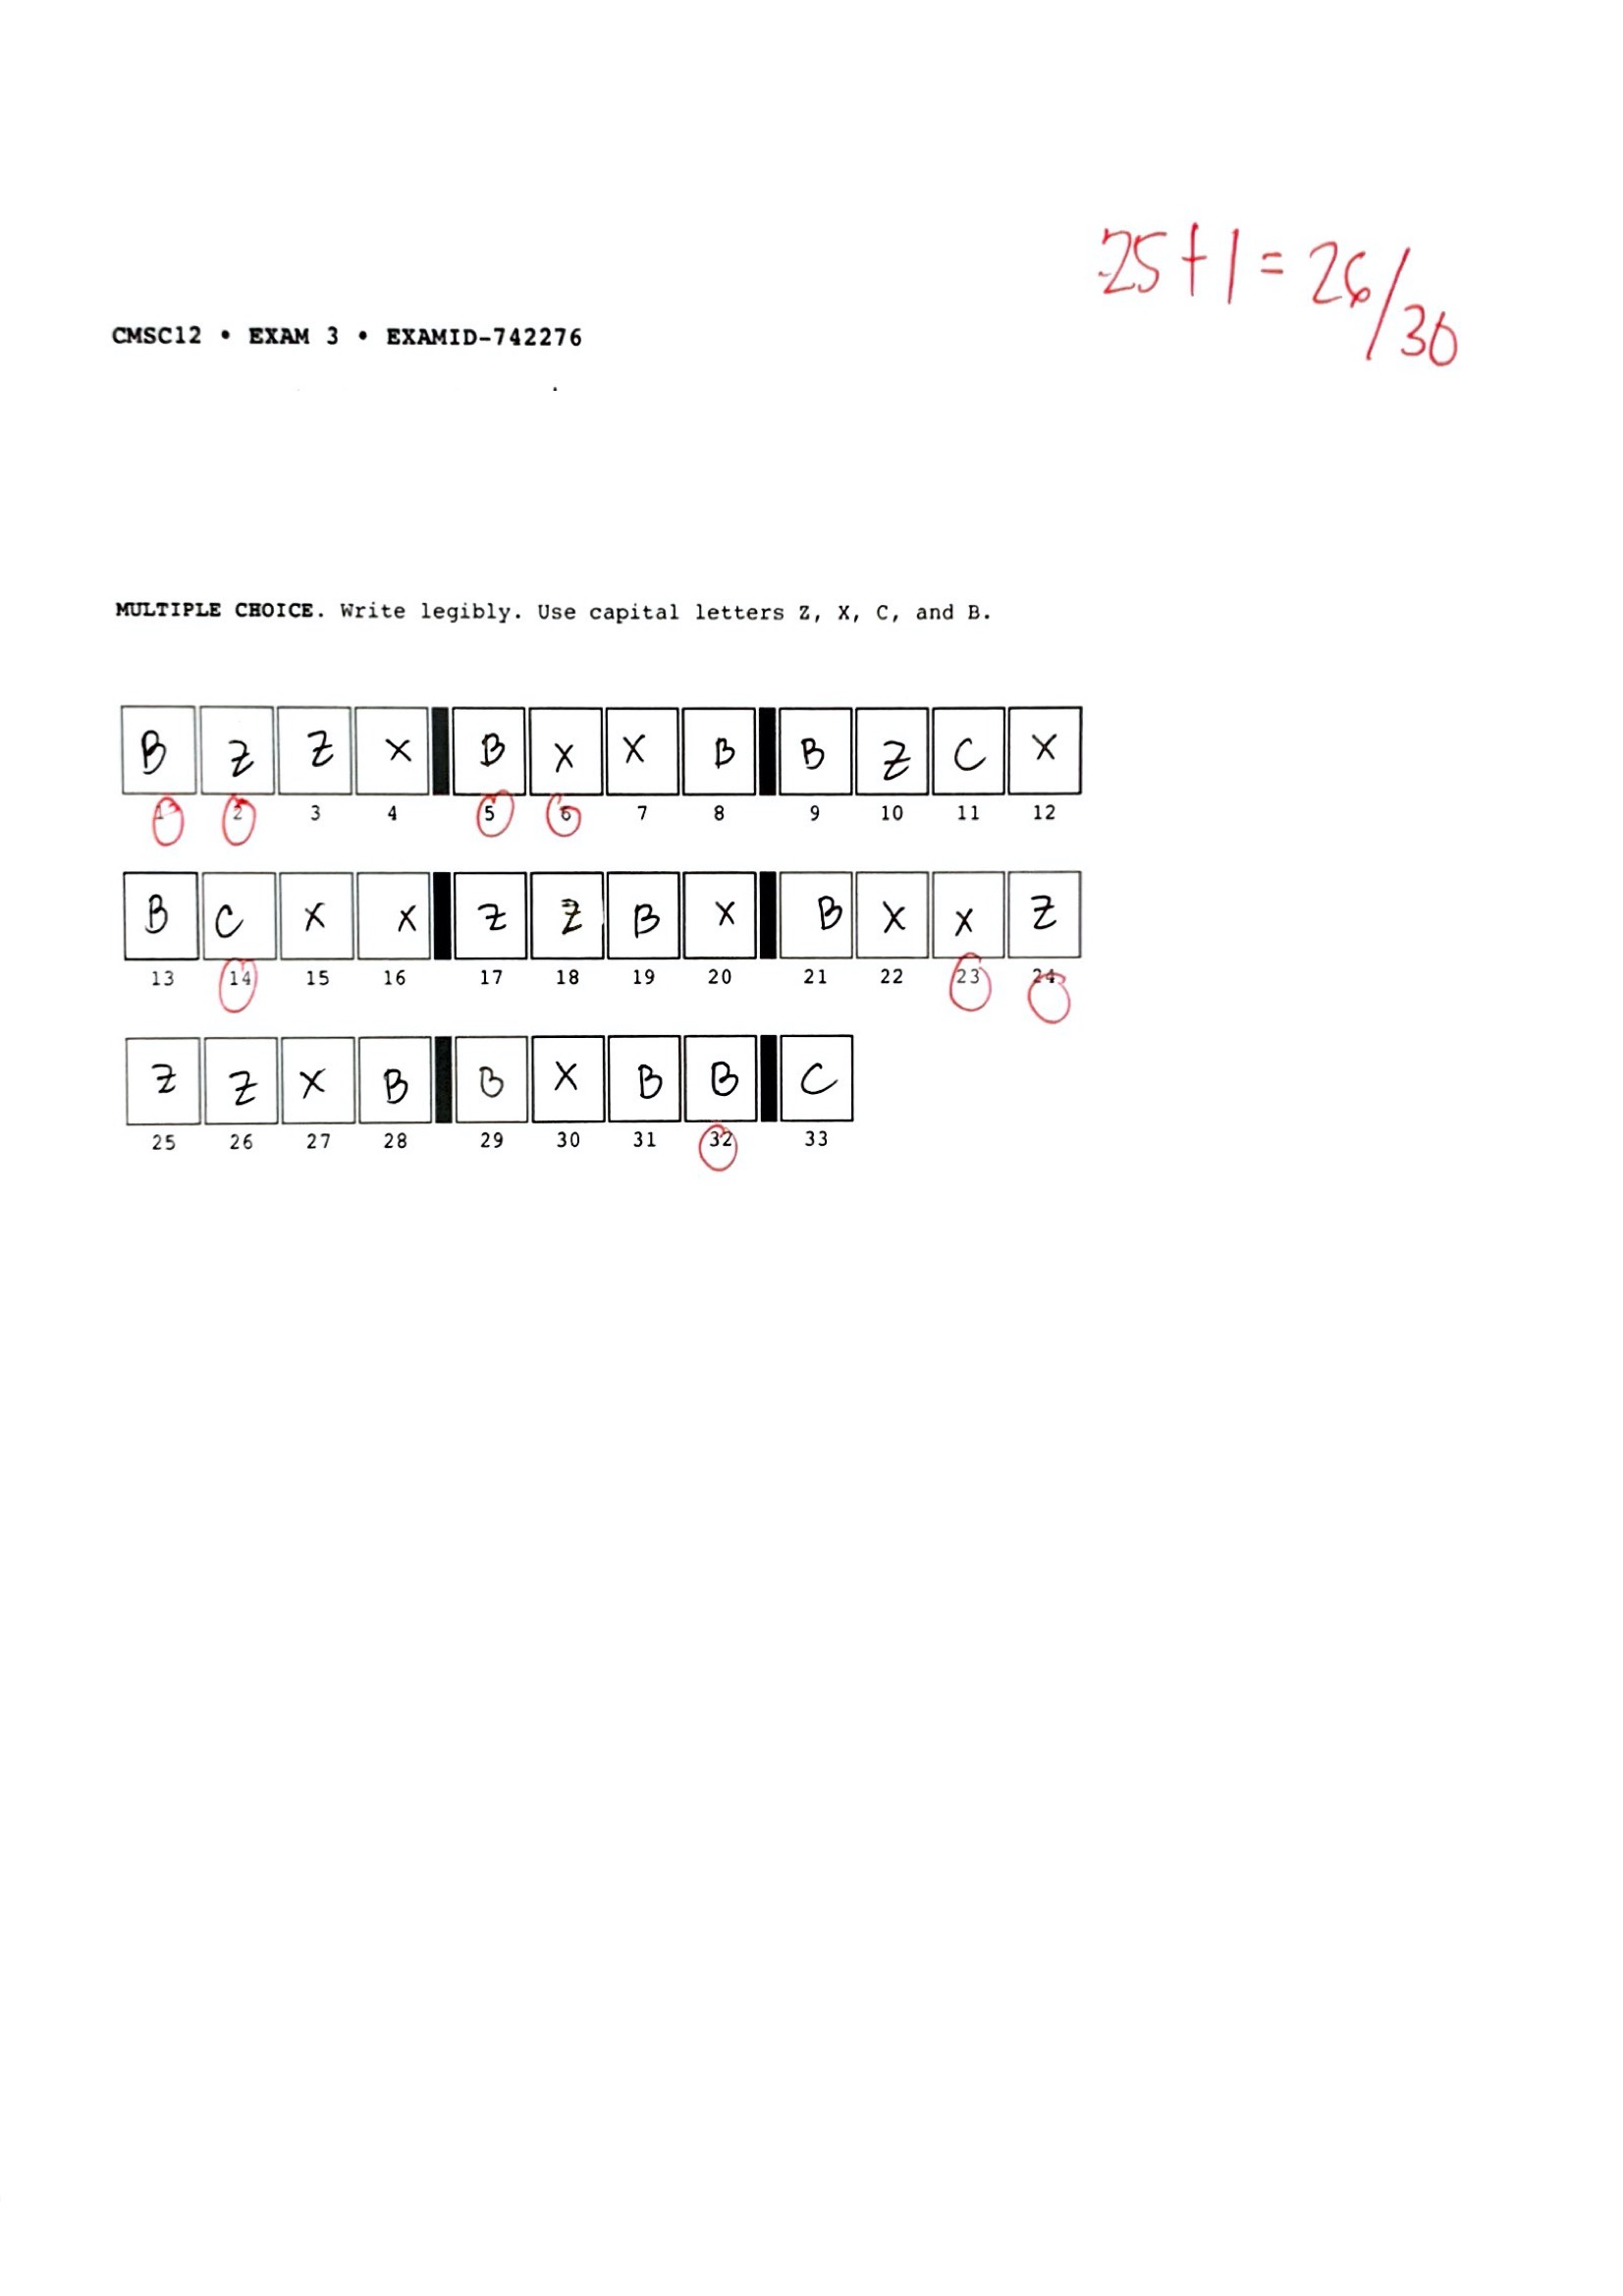 25+1=26/30
CMSC12 • EXAM 3 • EXAMID-742276
MULTIPLE CHOICE. Write legibly. Use capital letters Z, X, C, and B.
B Z Z X B X X B B Z C X
1 2 3 4 5 6 7 8 9 10 11 12
B C X X Z Z B X B X X Z
13 14 15 16 17 18 19 20 21 22 23 24
Z Z X B B X B B C
25 26 27 28 29 30 31 32 33